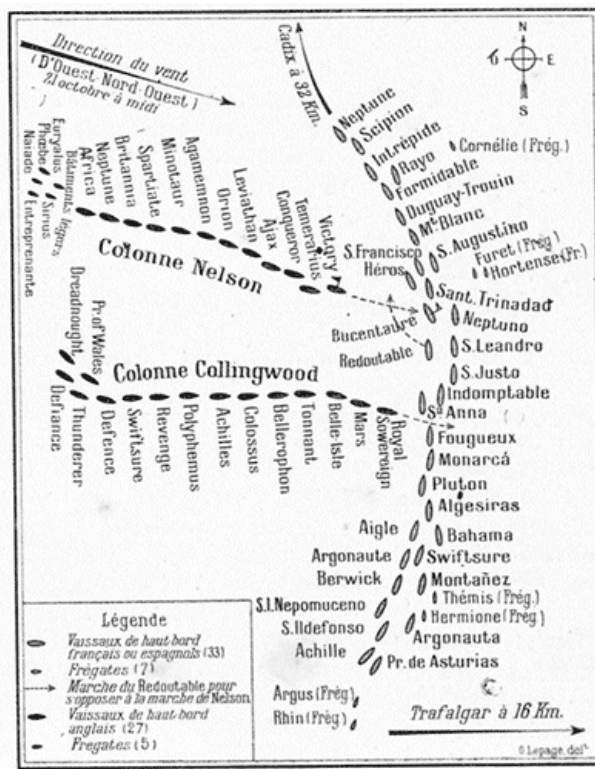 Direction du vent
(D'Ouest-Nord-Ouest)
21 octobre à midi
Cadix à 32 Km.
N
O
E
S
Naïade
Phœbe
Euryalus
Entreprenante
Sirius
Bâtiments légers
Africa
Neptune
Britannia
Spartiate
Minotaur
Agamemnon
Orion
Leviathan
Ajax
Conqueror
Temerarius
Victory
Colonne Nelson
Neptune
Scipion
Intrépide
Rayo
Cornélie (Frég.)
Formidable
Duguay-Trouin
Mt Blanc
S. Francisco
S. Augustino
Héros
Furet (Frég)
Hortense (Fr.)
Sant. Trinadad
Bucentaure
Neptuno
Redoutable
S. Leandro
S. Justo
Indomptable
Sa Anna
Dreadnought
Pr. of Wales
Colonne Collingwood
Defiance
Thunderer
Defence
Swiftsure
Revenge
Polyphemus
Achilles
Colossus
Bellerophon
Tonnant
Belle-Isle
Mars
Royal
Sowereign
Fougueux
Monarcá
Pluton
Algesiras
Aigle
Bahama
Argonaute
Swiftsure
Berwick
Montañez
Thémis (Frég.)
S.I. Nepomuceno
Hermione (Frég)
S. Ildefonso
Argonauta
Achille
Pr. de Asturias
Argus (Frég)
Rhin (Frég)
Légende
Vaissaux de haut bord
français ou espagnols (33)
Frégates (7)
Marche du Redoutable pour
s'opposer à la marche de Nelson.
Vaissaux de haut bord
anglais (27)
Frégates (5)
Trafalgar à 16 Km.
G Lepage, delt